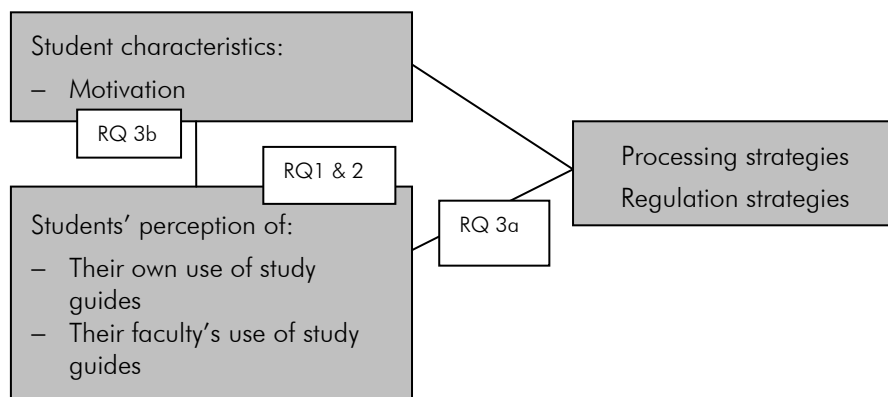 Student characteristics:
– Motivation
RQ 3b
RQ1 & 2
Students’ perception of:
– Their own use of study
guides
– Their faculty’s use of study
guides
RQ 3a
Processing strategies
Regulation strategies